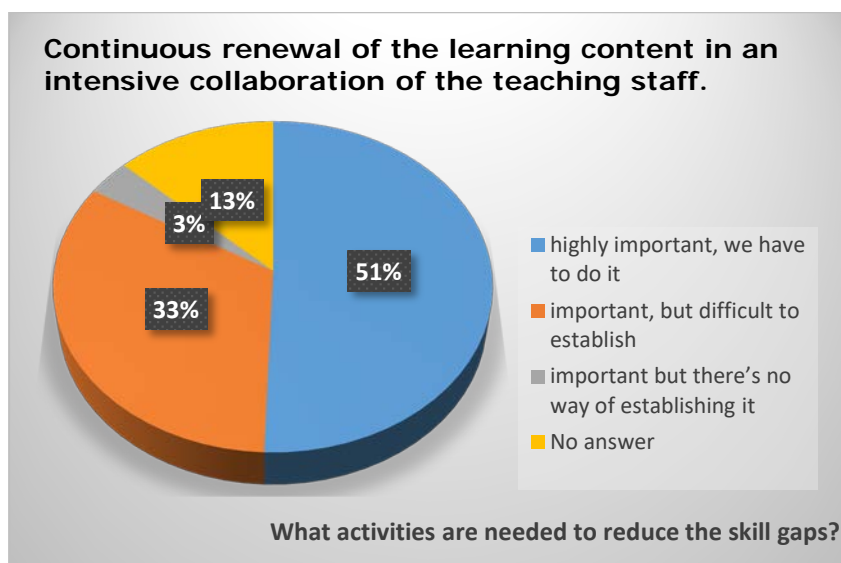 Continuous renewal of the learning content in an
intensive collaboration of the teaching staff.
13%
3%
51%
33%
highly important, we have
to do it
important, but difficult to
establish
important but there's no
way of establishing it
No answer
What activities are needed to reduce the skill gaps?